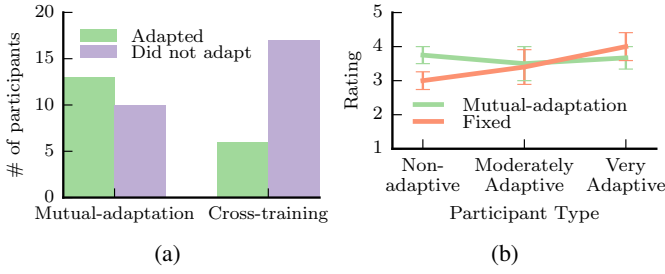 # of participants
20
15
10
5
0
Adapted
Did not adapt
Mutual-adaptation Cross-training
(a)
Rating
5
4
3
2
1
Mutual-adaptation
Fixed
Non-
adaptive
Moderately
Adaptive
Very
Adaptive
Participant Type
(b)